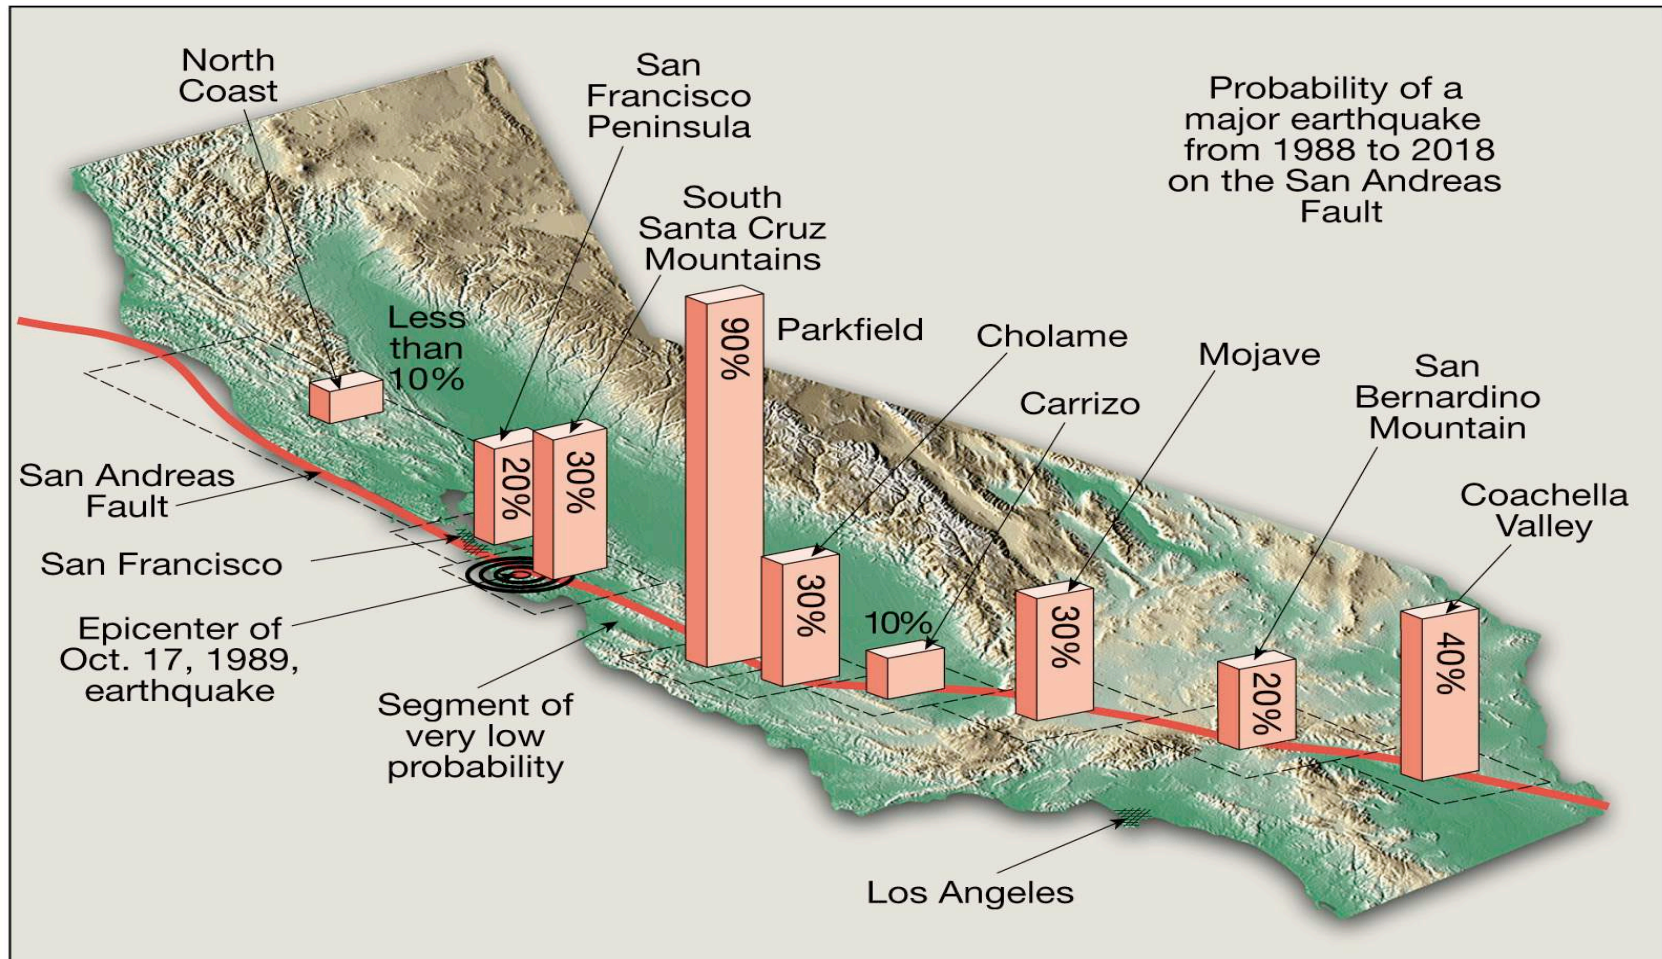 North
Coast
San
Francisco
Peninsula
South
Santa Cruz
Mountains
Probability of a
major earthquake
from 1988 to 2018
on the San Andreas
Fault
Less
than
10%
90%
Parkfield
Cholame
Carrizo
Mojave
San
Bernardino
Mountain
Coachella
Valley
San Andreas
Fault
20%
30%
San Francisco
Epicenter of
Oct. 17, 1989,
earthquake
Segment of
very low
probability
30%
10%
30%
20%
40%
Los Angeles